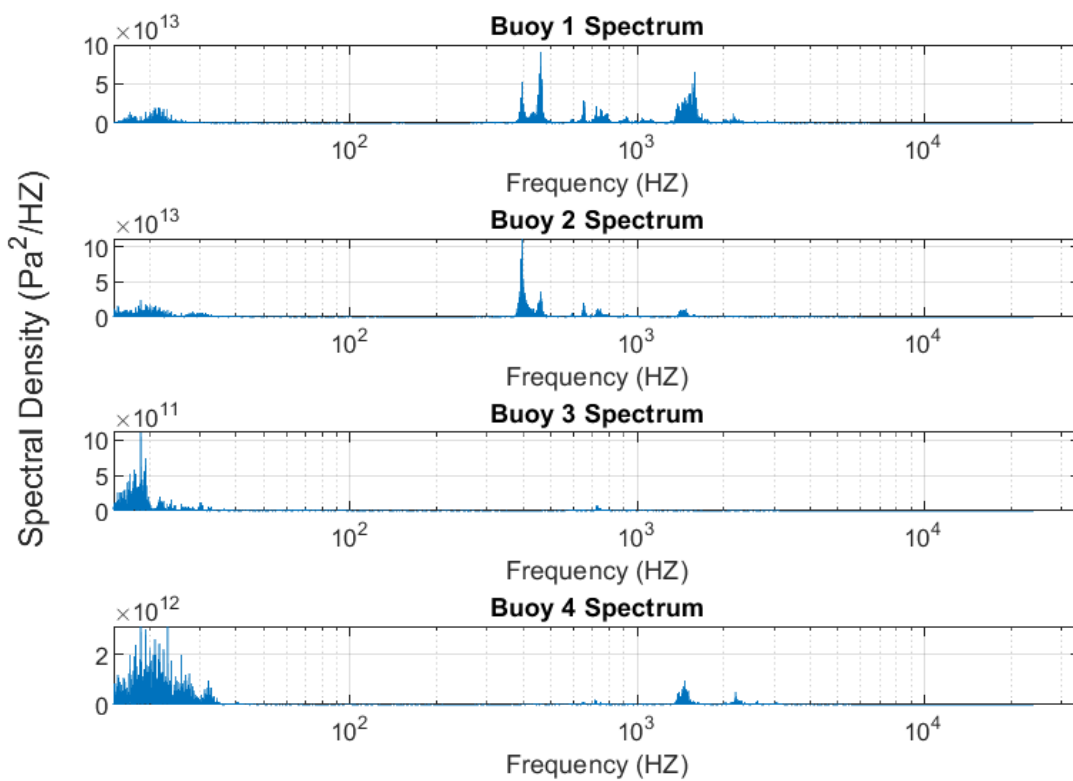 Spectral Density (Pa²/HZ)
Buoy 1 Spectrum
×10¹³
10
5
0
10² 10³ 10⁴
Frequency (HZ)
Buoy 2 Spectrum
×10¹³
10
5
0
10² 10³ 10⁴
Frequency (HZ)
Buoy 3 Spectrum
×10¹¹
10
5
0
10² 10³ 10⁴
Frequency (HZ)
Buoy 4 Spectrum
×10¹²
2
0
10² 10³ 10⁴
Frequency (HZ)